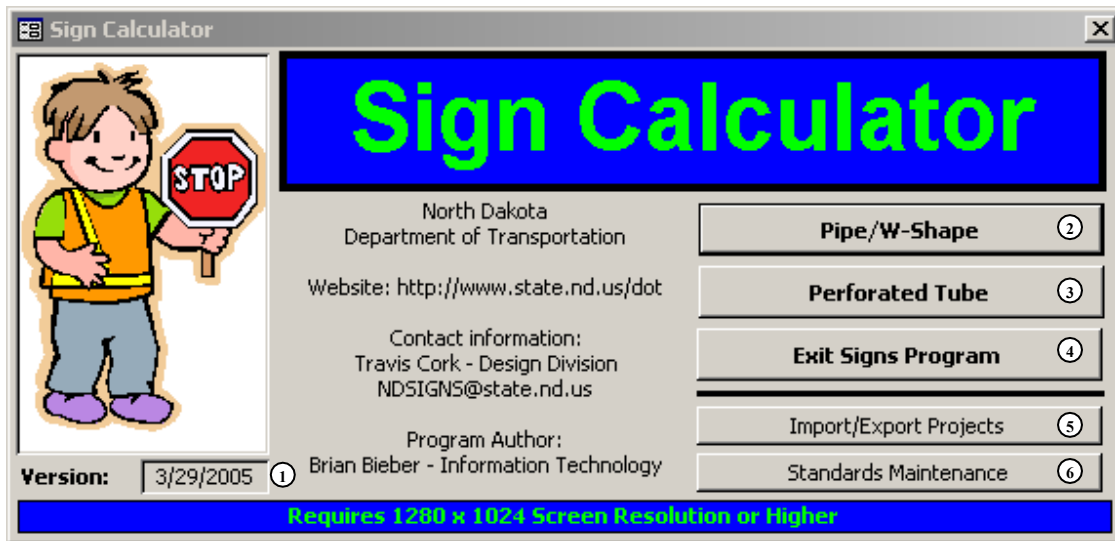 Sign Calculator
Sign Calculator
STOP
North Dakota
Department of Transportation
Website: http://www.state.nd.us/dot
Contact information:
Travis Cork - Design Division
NDSIGNS@state.nd.us
Program Author:
Brian Bieber - Information Technology
Pipe/W-Shape 2
Perforated Tube 3
Exit Signs Program 4
Import/Export Projects 5
Standards Maintenance 6
Version: 3/29/2005 1
Requires 1280 x 1024 Screen Resolution or Higher